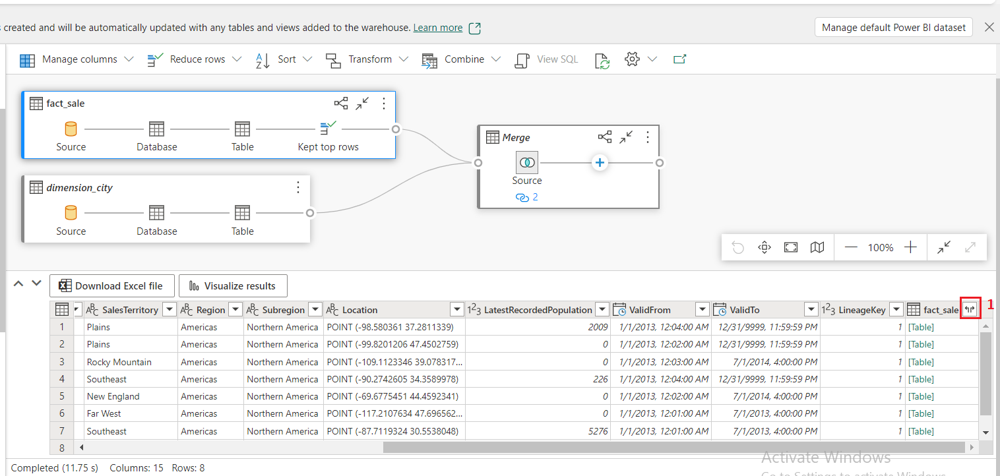 created and will be automatically updated with any tables and views added to the warehouse. Learn more
Manage default Power BI dataset
Manage columns Reduce rows Sort Transform Combine View SQL
fact_sale
Source Database Table Kept top rows
dimension_city
Source Database Table
Merge
Source
2
100%
Download Excel file Visualize results
SalesTerritory Region Subregion Location LatestRecordedPopulation ValidFrom ValidTo LineageKey fact_sale 1
1 Plains Americas Northern America POINT (-98.580361 37.2811339) 2009 1/1/2013, 12:04:00 AM 12/31/9999, 11:59:59 PM 1 [Table]
2 Plains Americas Northern America POINT (-99.8201206 47.4502759) 0 1/1/2013, 12:02:00 AM 12/31/9999, 11:59:59 PM 1 [Table]
3 Rocky Mountain Americas Northern America POINT (-109.1123346 39.078317... 0 1/1/2013, 12:03:00 AM 7/1/2014, 4:00:00 PM 1 [Table]
4 Southeast Americas Northern America POINT (-90.2742605 34.3589978) 226 1/1/2013, 12:04:00 AM 12/31/9999, 11:59:59 PM 1 [Table]
5 New England Americas Northern America POINT (-69.6775451 44.4592341) 0 1/1/2013, 12:02:00 AM 7/1/2014, 4:00:00 PM 1 [Table]
6 Far West Americas Northern America POINT (-117.2107634 47.696562... 0 1/1/2013, 12:01:00 AM 7/1/2013, 4:00:00 PM 1 [Table]
7 Southeast Americas Northern America POINT (-87.7119324 30.5538048) 5276 1/1/2013, 12:01:00 AM 7/1/2013, 4:00:00 PM 1 [Table]
8
Activate Windows
Go to Settings to activate Windows
Completed (11.75 s) Columns: 15 Rows: 8